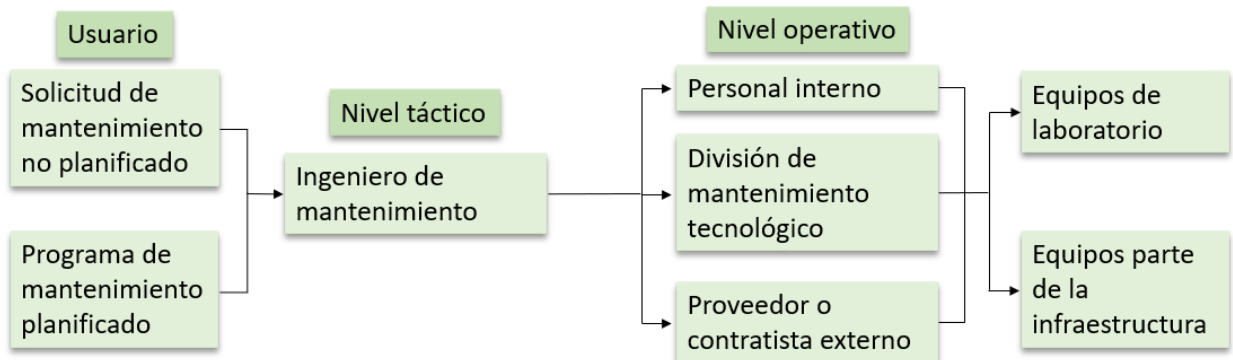 Usuario
Solicitud de
mantenimiento
no planificado
Programa de
mantenimiento
planificado
Nivel táctico
Ingeniero de
mantenimiento
Nivel operativo
Personal interno
División de
mantenimiento
tecnológico
Proveedor o
contratista externo
Equipos de
laboratorio
Equipos parte
de la
infraestructura